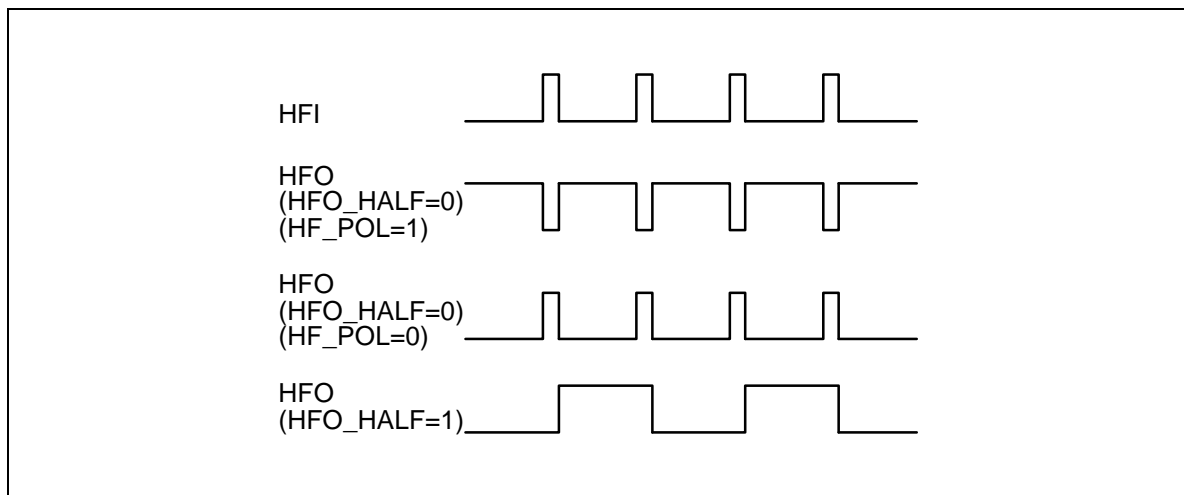 HFI
HFO
(HFO_HALF=0)
(HF_POL=1)
HFO
(HFO_HALF=0)
(HF_POL=0)
HFO
(HFO_HALF=1)